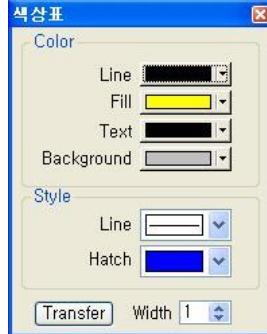 색상표
Color
Line
Fill
Text
Background
Style
Line
Hatch
Transfer Width 1